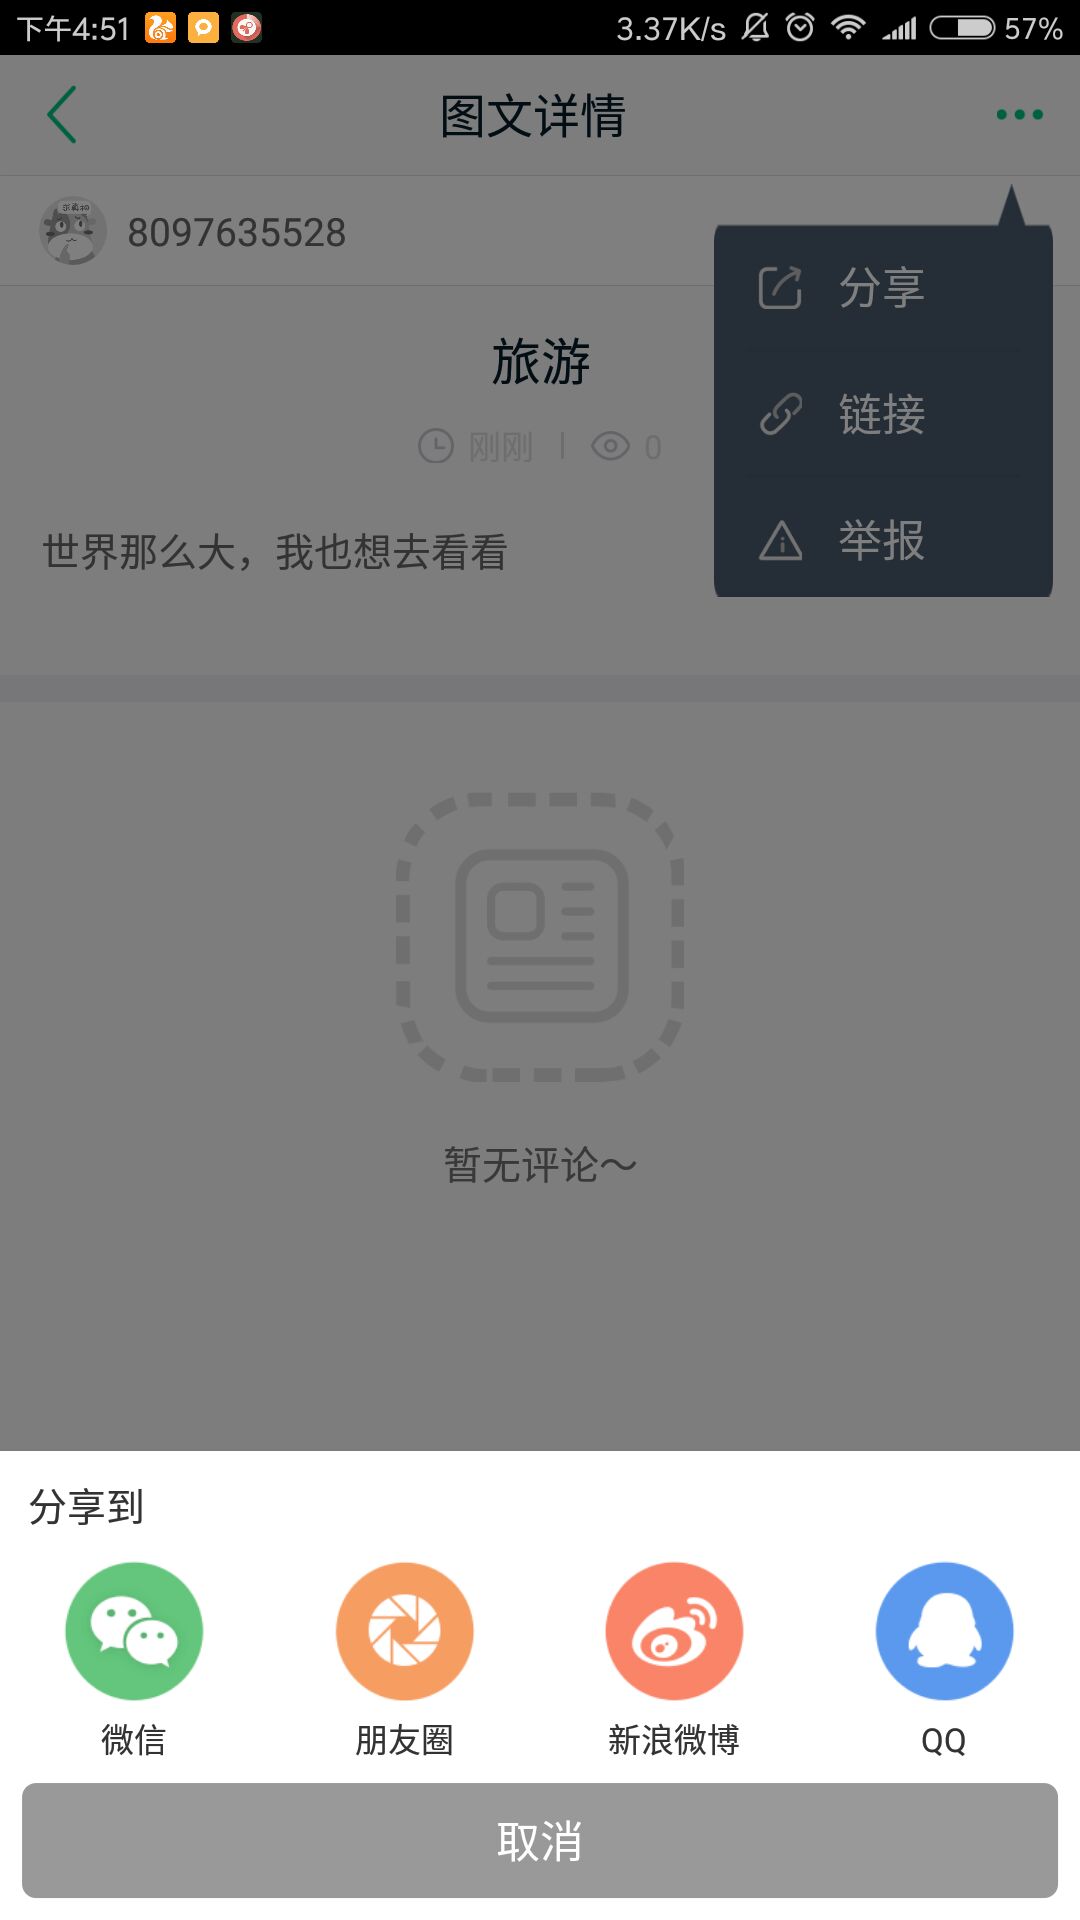 下午4:51
3.37K/s
57%
图文详情
8097635528
分享
旅游
链接
刚刚 | 0
举报
世界那么大，我也想去看看
暂无评论～
分享到
微信
朋友圈
新浪微博
QQ
取消